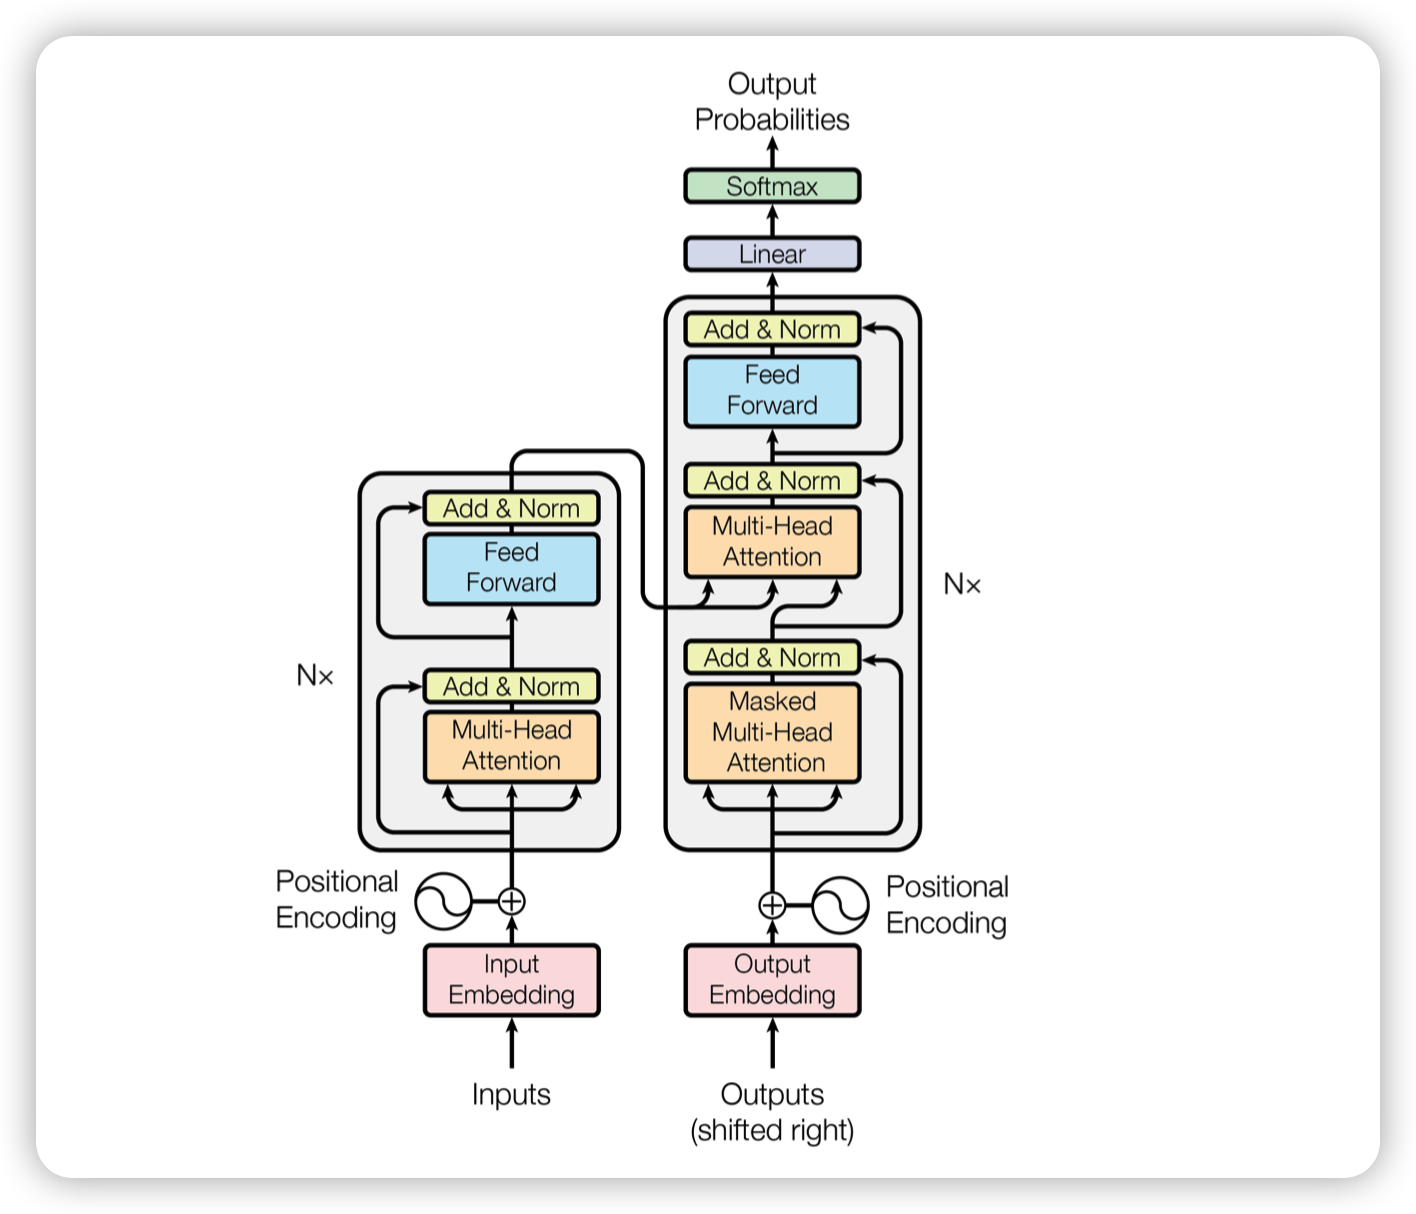 Output
Probabilities
Softmax
Linear
Add & Norm
Feed
Forward
Add & Norm
Multi-Head
Attention
Nx
Add & Norm
Masked
Multi-Head
Attention
Positional
Encoding
Output
Embedding
Outputs
(shifted right)
Add & Norm
Feed
Forward
Nx
Add & Norm
Multi-Head
Attention
Positional
Encoding
Input
Embedding
Inputs